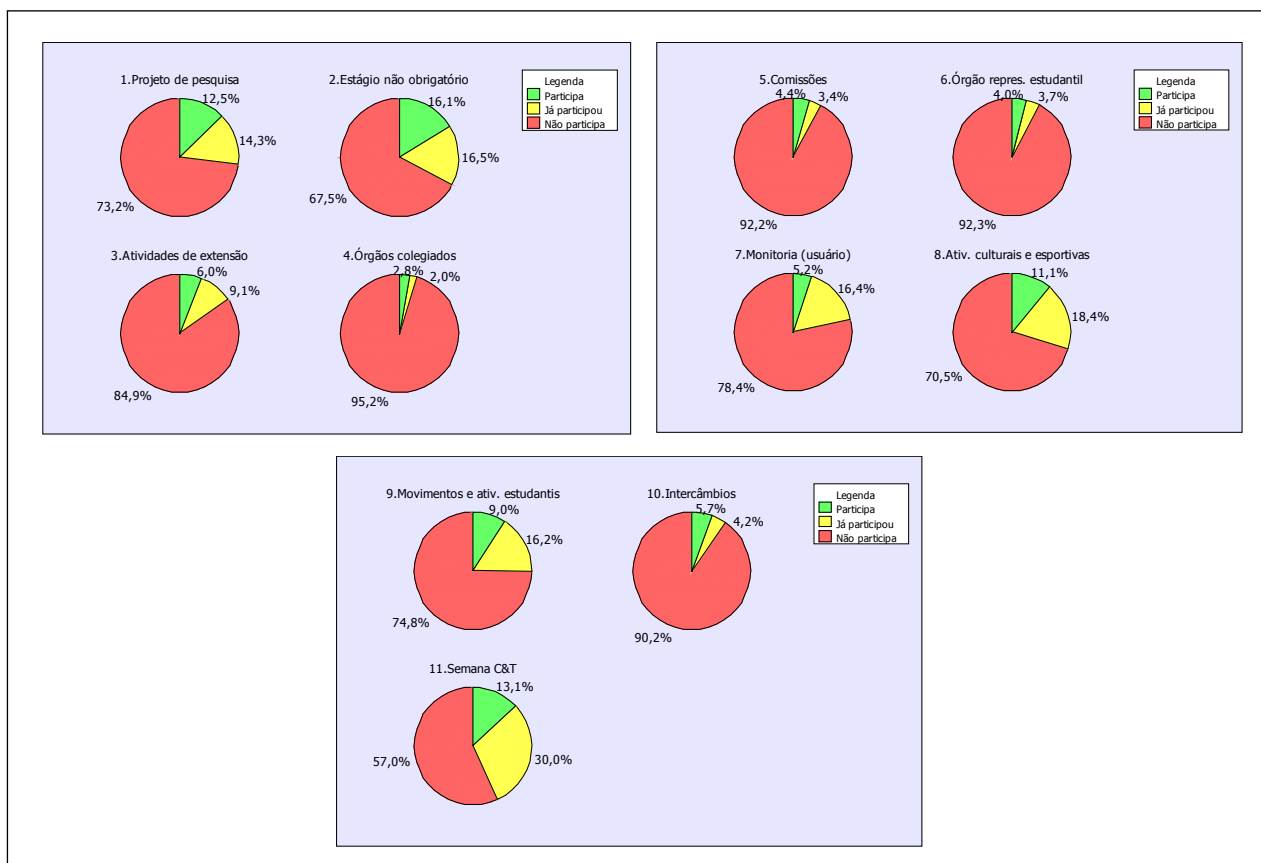 1.Projeto de pesquisa
12,5%
14,3%
73,2%
2.Estágio não obrigatório
16,1%
16,5%
67,5%
Legenda
Participa
Já participou
Não participa
3.Atividades de extensão
6,0%
9,1%
84,9%
4.Órgãos colegiados
2,8%
2,0%
95,2%
5.Comissões
4,4%
3,4%
92,2%
6.Órgão repres. estudantil
4,0%
3,7%
92,3%
Legenda
Participa
Já participou
Não participa
7.Monitoria (usuário)
5,2%
16,4%
78,4%
8.Ativ. culturais e esportivas
11,1%
18,4%
70,5%
9.Movimentos e ativ. estudantis
9,0%
16,2%
74,8%
10.Intercâmbios
5,7%
4,2%
90,2%
Legenda
Participa
Já participou
Não participa
11.Semana C&T
13,1%
30,0%
57,0%